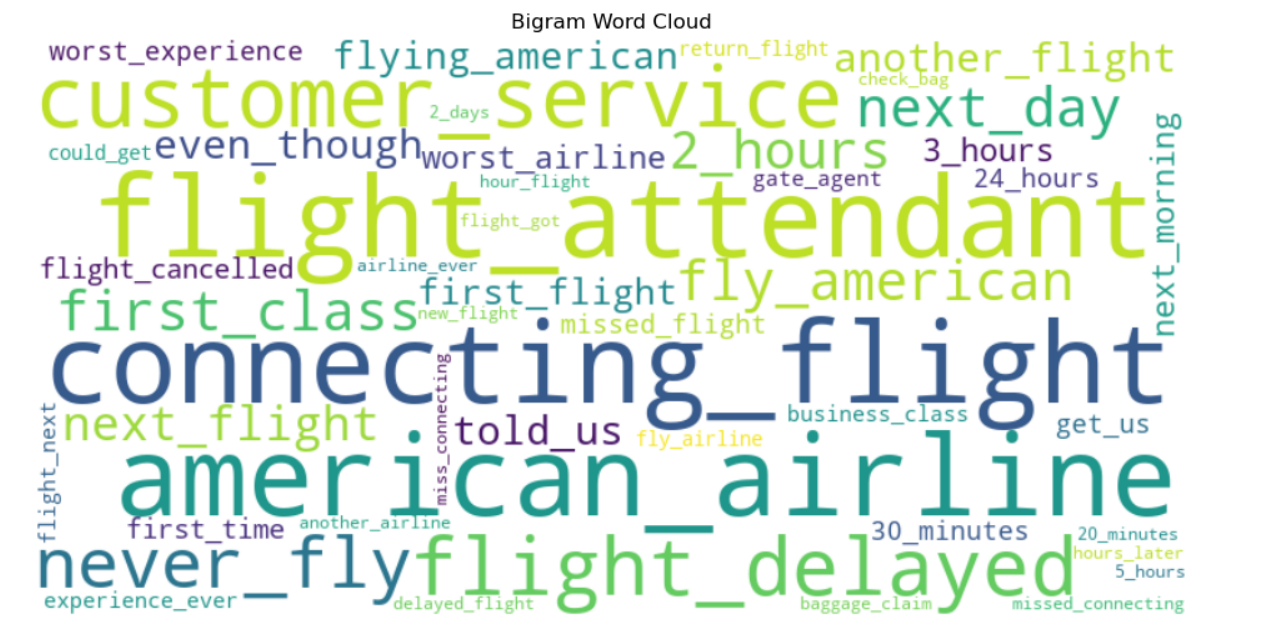 Bigram Word Cloud
worst_experience
flying_american
return_flight
another_flight
customer_service
check_bag
2_days
next_day
could_get
even_though
worst_airline
2_hours
3_hours
hour_flight
gate_agent
24_hours
next_morning
flight_attendant
flight_got
flight_cancelled
airline_ever
first_flight
fly_american
first_class
new_flight
missed_flight
connecting_flight
miss_connecting
flight_next
next_flight
told_us
fly_airline
business_class
get_us
american_airline
first_time
another_airline
30_minutes
20_minutes
never_fly
flight_delayed
hours_later
5_hours
experience_ever
delayed_flight
baggage_claim
missed_connecting